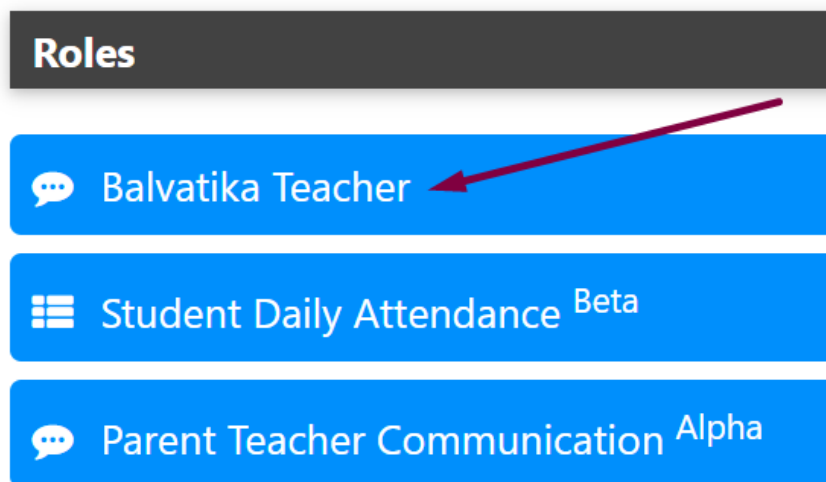 Roles
Balvatika Teacher
Student Daily Attendance Beta
Parent Teacher Communication Alpha